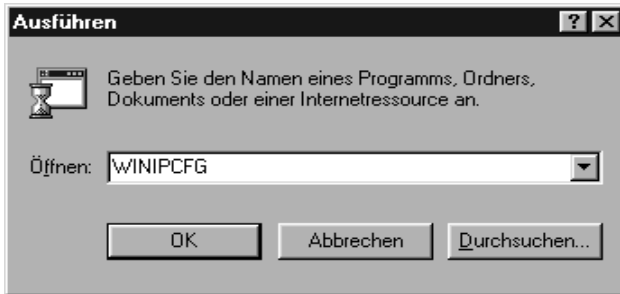 Ausführen
Geben Sie den Namen eines Programms, Ordners,
Dokuments oder einer Internetressource an.
Öffnen: WINIPCFG
OK Abbrechen Durchsuchen...